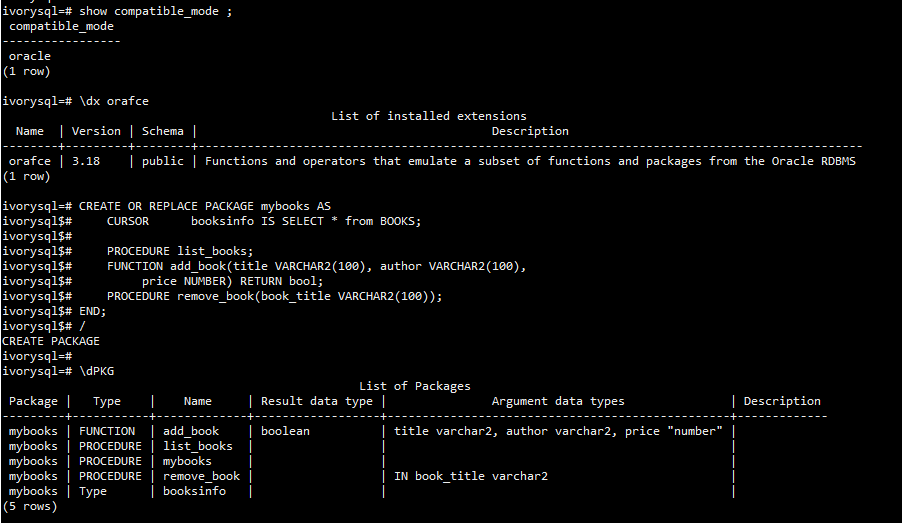 ivorysql=# show compatible_mode ;
 compatible_mode
-----------------
 oracle
(1 row)
ivorysql=# \dx orafce
                                              List of installed extensions
  Name  | Version | Schema |                                          Description
--------+---------+--------+-----------------------------------------------------------------------------------------------
 orafce | 3.18    | public | Functions and operators that emulate a subset of functions and packages from the Oracle RDBMS
(1 row)
ivorysql=# CREATE OR REPLACE PACKAGE mybooks AS
ivorysql$#     CURSOR      booksinfo IS SELECT * from BOOKS;
ivorysql$#
ivorysql$#     PROCEDURE list_books;
ivorysql$#     FUNCTION add_book(title VARCHAR2(100), author VARCHAR2(100),
ivorysql$#          price NUMBER) RETURN bool;
ivorysql$#     PROCEDURE remove_book(book_title VARCHAR2(100));
ivorysql$# END;
ivorysql$# /
CREATE PACKAGE
ivorysql=#
ivorysql=# \dPKG
                                                  List of Packages
 Package |   Type    |    Name     | Result data type |               Argument data types               | Description
---------+-----------+-------------+------------------+-------------------------------------------------+-------------
 mybooks | FUNCTION  | add_book    | boolean          | title varchar2, author varchar2, price "number" |
 mybooks | PROCEDURE | list_books  |                  |                                                 |
 mybooks | PROCEDURE | mybooks     |                  |                                                 |
 mybooks | PROCEDURE | remove_book |                  | IN book_title varchar2                          |
 mybooks | Type      | booksinfo   |                  |                                                 |
(5 rows)